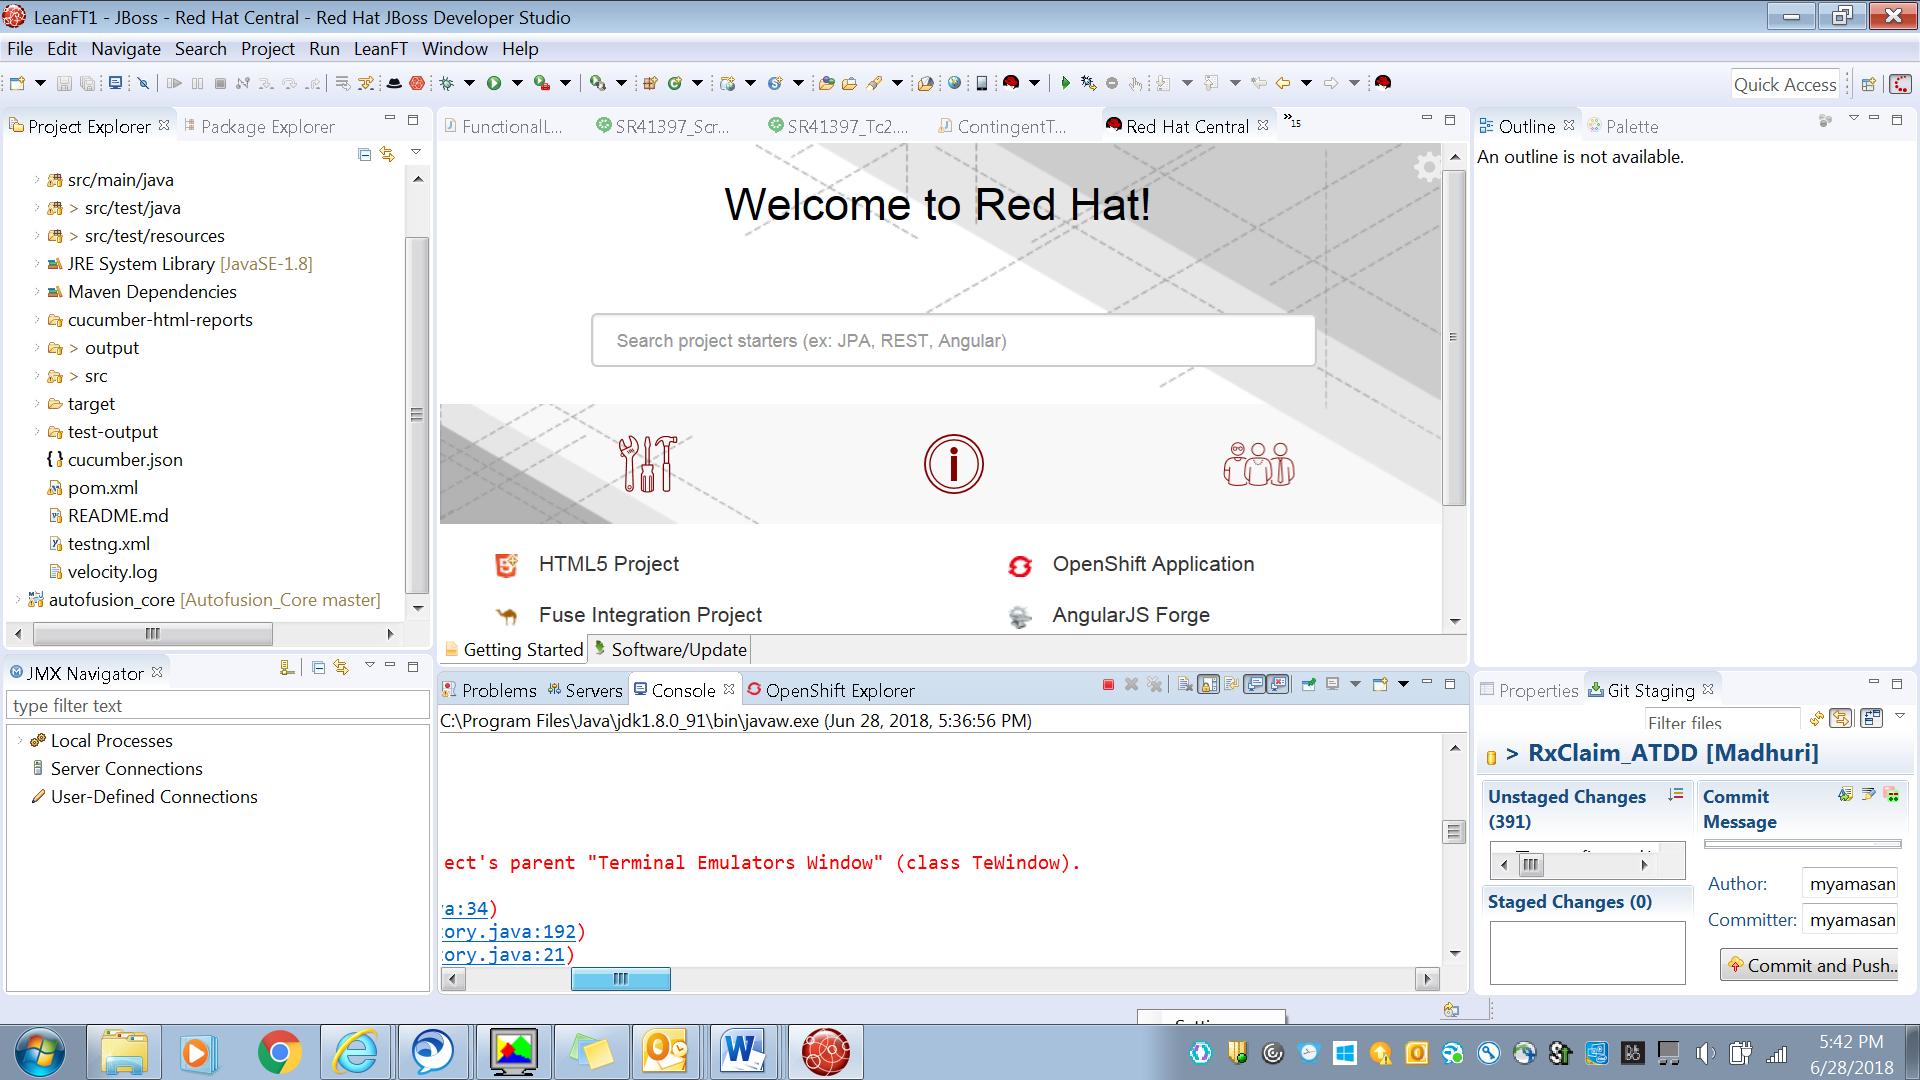 LeanFT1 - JBoss - Red Hat Central - Red Hat JBoss Developer Studio
File Edit Navigate Search Project Run LeanFT Window Help
Quick Access
Project Explorer
Package Explorer
src/main/java
> src/test/java
> src/test/resources
JRE System Library [JavaSE-1.8]
Maven Dependencies
cucumber-html-reports
> output
> src
target
test-output
cucumber.json
pom.xml
README.md
testng.xml
velocity.log
autofusion_core [Autofusion_Core master]
FunctionalL... SR41397_Scr... SR41397_Tc2.... ContingentT... Red Hat Central »15
Welcome to Red Hat!
Search project starters (ex: JPA, REST, Angular)
HTML5 Project
OpenShift Application
Fuse Integration Project
AngularJS Forge
Getting Started Software/Update
Outline Palette
An outline is not available.
JMX Navigator
type filter text
Local Processes
Server Connections
User-Defined Connections
Problems Servers Console OpenShift Explorer
C:\Program Files\Java\jdk1.8.0_91\bin\javaw.exe (Jun 28, 2018, 5:36:56 PM)
ect's parent "Terminal Emulators Window" (class TeWindow).
a:34)
ory.java:192)
ory.java:21)
Properties Git Staging
Filter files
> RxClaim_ATDD [Madhuri]
Unstaged Changes
(391)
Staged Changes (0)
Commit
Message
Author: myamasan
Committer: myamasan
Commit and Push..
5:42 PM
6/28/2018